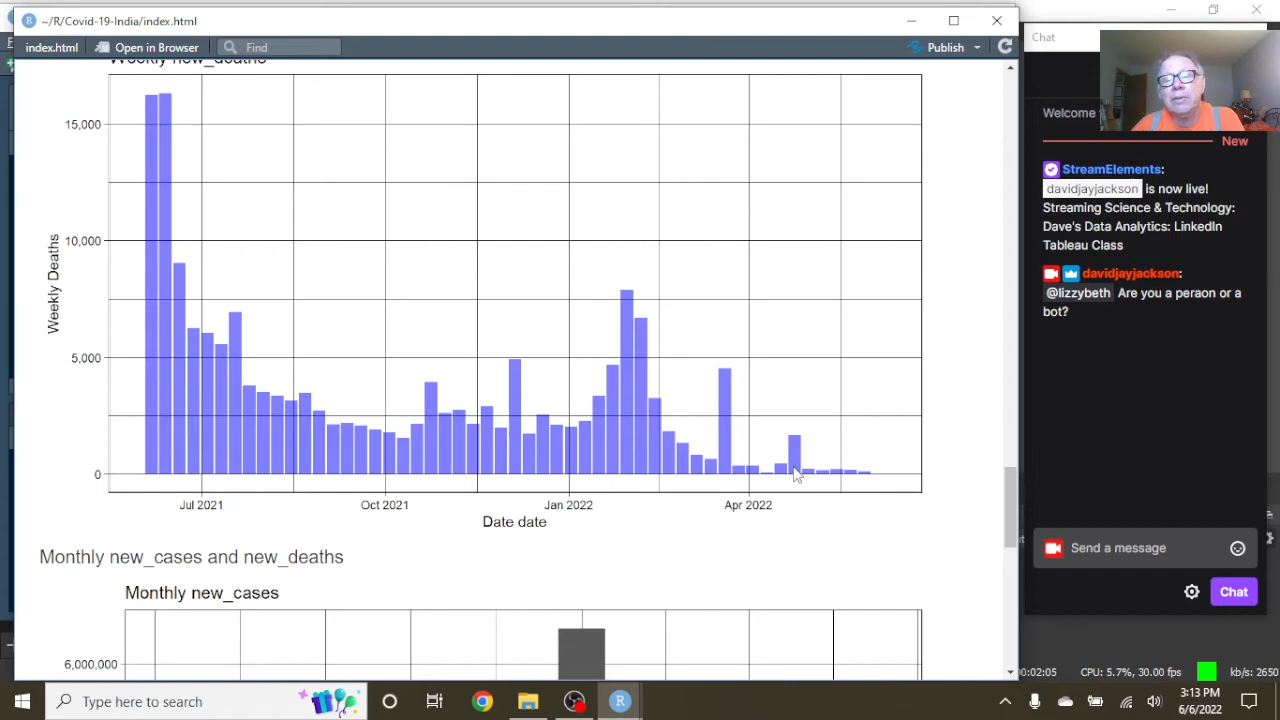 ~/R/Covid-19-India/index.html
index.html
Open in Browser
Find
Publish
Weekly new_deaths
15,000
10,000
5,000
0
Weekly Deaths
Jul 2021
Oct 2021
Jan 2022
Apr 2022
Date date
Monthly new_cases and new_deaths
Monthly new_cases
6,000,000
Chat
Welcome
New
StreamElements:
davidjayjackson is now live!
Streaming Science & Technology:
Dave's Data Analytics: LinkedIn
Tableau Class
davidjayjackson:
@lizzybeth Are you a peraon or a
bot?
Send a message
Chat
:02:05
CPU: 5.7%, 30.00 fps
kb/s: 2650
Type here to search
3:13 PM
6/6/2022